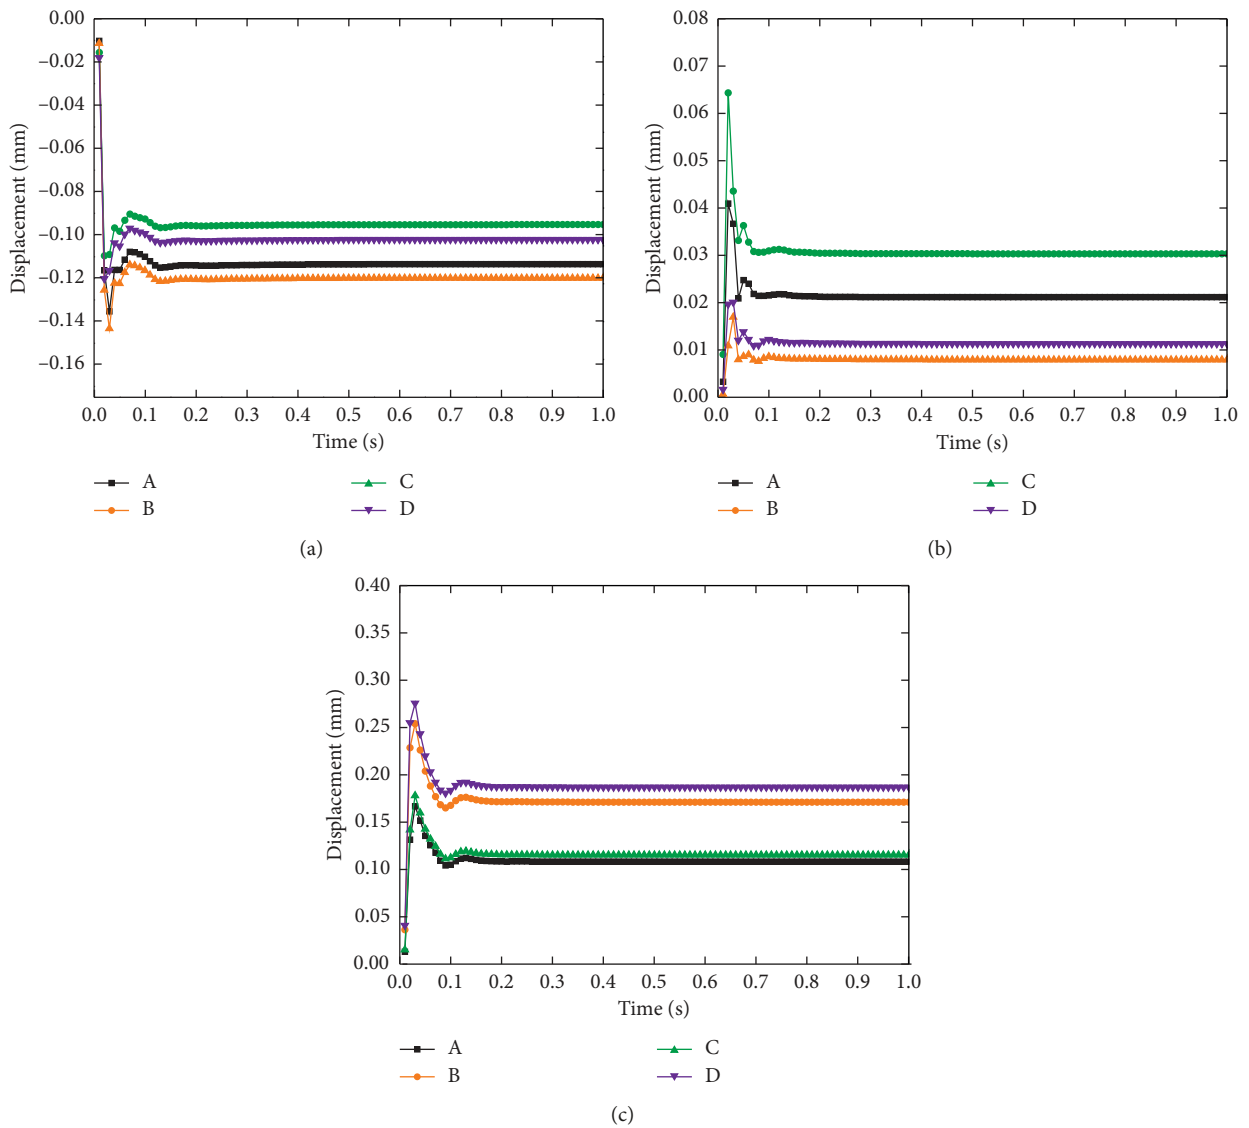 0.00
–0.02
–0.04
–0.06
–0.08
–0.10
–0.12
–0.14
–0.16
Displacement (mm)
0.0 0.1 0.2 0.3 0.4 0.5 0.6 0.7 0.8 0.9 1.0
Time (s)
A C
B D
(a)
0.08
0.07
0.06
0.05
0.04
0.03
0.02
0.01
0.00
Displacement (mm)
0.0 0.1 0.2 0.3 0.4 0.5 0.6 0.7 0.8 0.9 1.0
Time (s)
A C
B D
(b)
0.40
0.35
0.30
0.25
0.20
0.15
0.10
0.05
0.00
Displacement (mm)
0.0 0.1 0.2 0.3 0.4 0.5 0.6 0.7 0.8 0.9 1.0
Time (s)
A C
B D
(c)